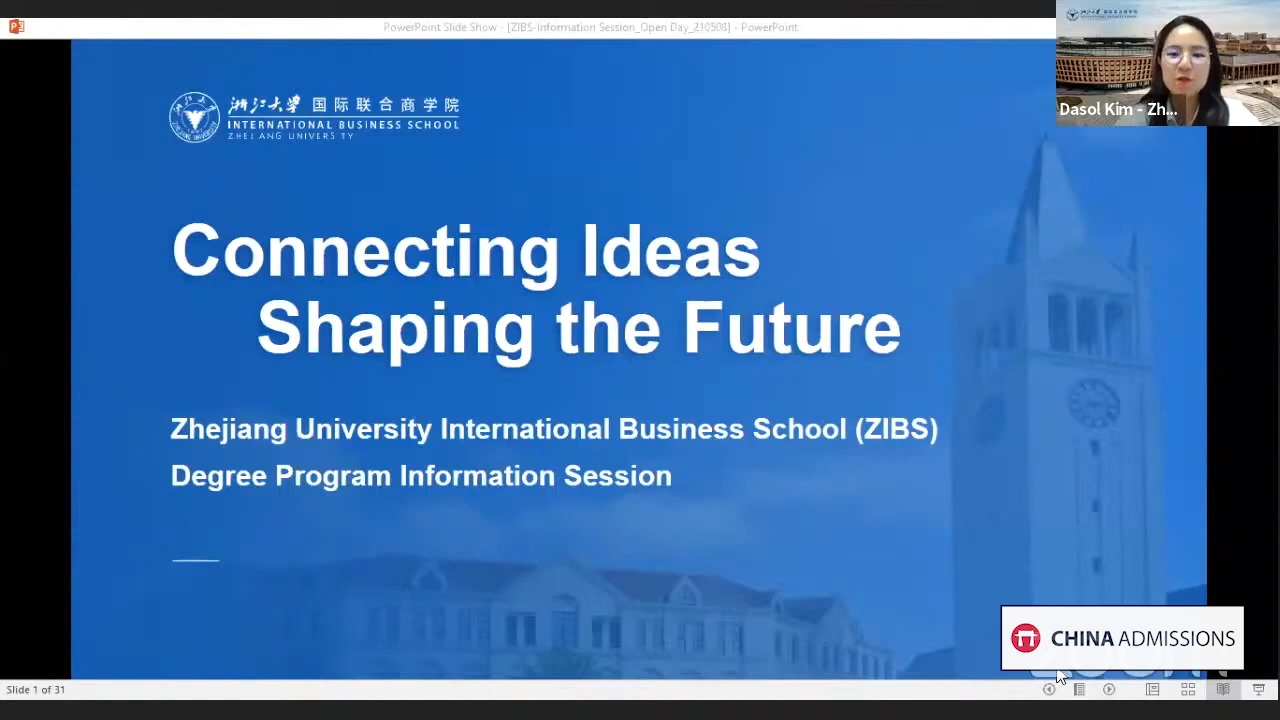 PowerPoint Slide Show - [ZIBS-Information Session_Open Day_210508] - PowerPoint
浙江大学 国际联合商学院
INTERNATIONAL BUSINESS SCHOOL
ZHEJIANG UNIVERSITY
Dasol Kim - Zh...
Connecting Ideas
Shaping the Future
Zhejiang University International Business School (ZIBS)
Degree Program Information Session
CHINA ADMISSIONS
Slide 1 of 31